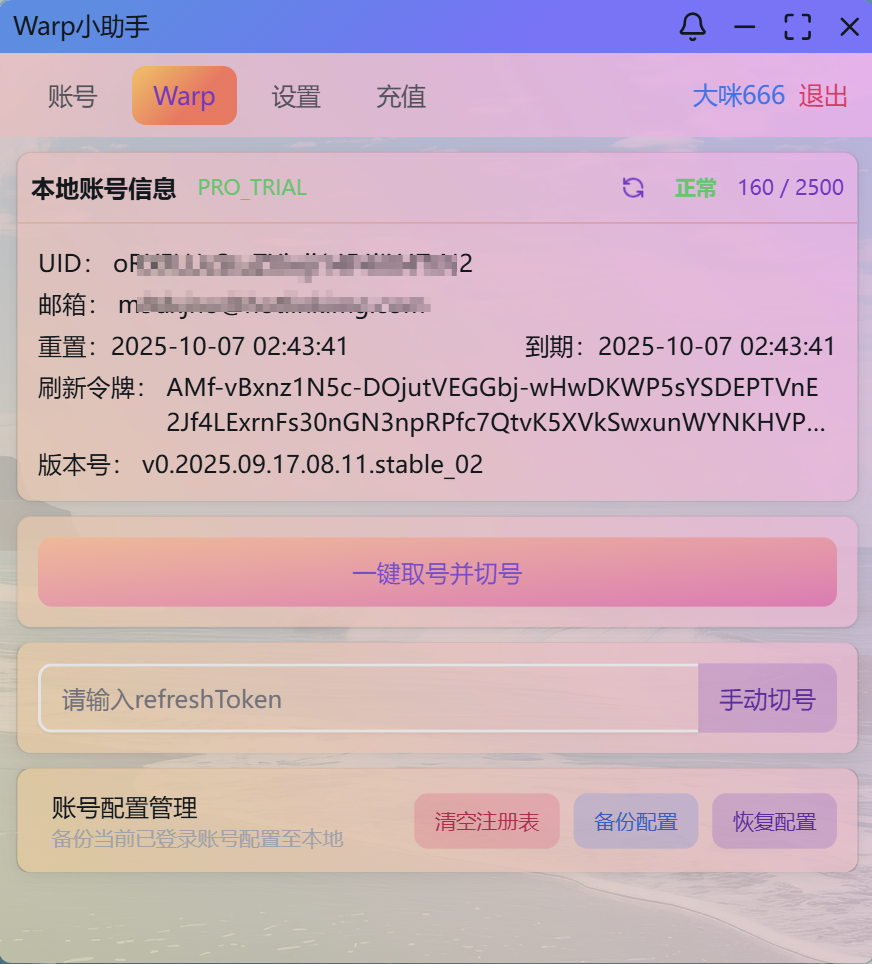 Warp小助手
账号 Warp 设置 充值 大咪666 退出
本地账号信息 PRO_TRIAL 正常 160 / 2500
UID：
邮箱：
重置：2025-10-07 02:43:41 到期：2025-10-07 02:43:41
刷新令牌： AMf-vBxnz1N5c-DOjutVEGGbj-wHwDKWP5sYSDEPTVnE
2Jf4LExrnFs30nGN3npRPfc7QtvK5XVkSwxunWYNKHVP...
版本号： v0.2025.09.17.08.11.stable_02
一键取号并切号
请输入refreshToken 手动切号
账号配置管理
备份当前已登录账号配置至本地
清空注册表 备份配置 恢复配置